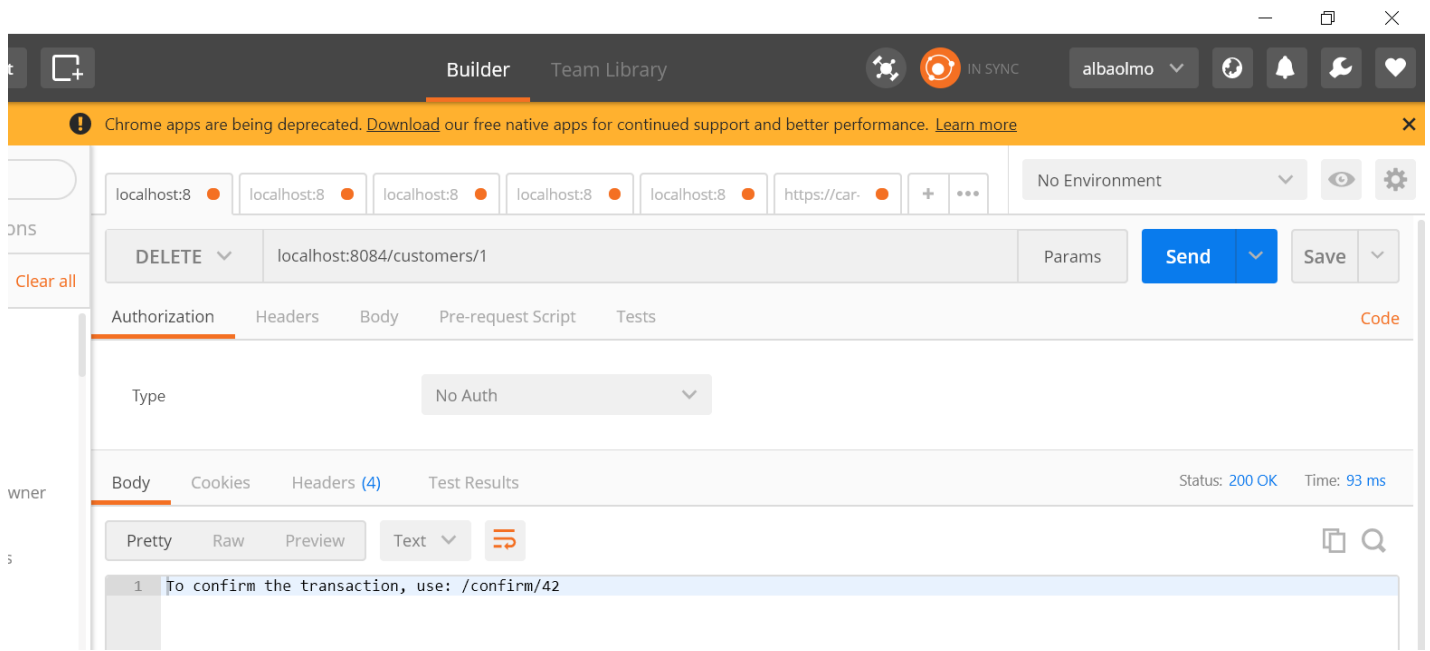 t
Builder Team Library IN SYNC albaolmo
Chrome apps are being deprecated. Download our free native apps for continued support and better performance. Learn more
localhost:8 localhost:8 localhost:8 localhost:8 localhost:8 https://car- + ••• No Environment
ons
DELETE localhost:8084/customers/1 Params Send Save
Clear all
Authorization Headers Body Pre-request Script Tests Code
Type No Auth
Body Cookies Headers (4) Test Results Status: 200 OK Time: 93 ms
wner
Pretty Raw Preview Text
s
1 To confirm the transaction, use: /confirm/42